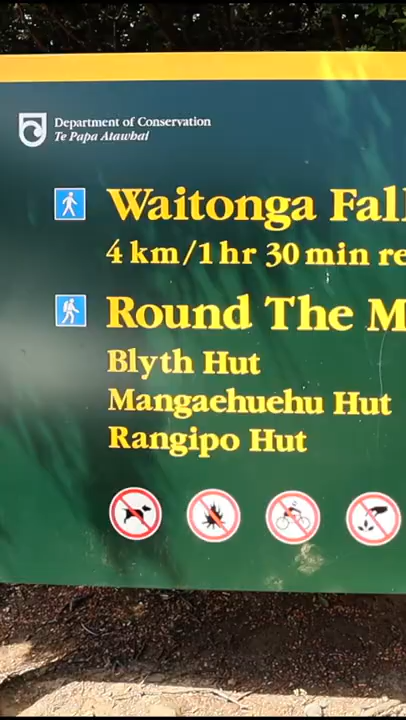 Department of Conservation
Te Papa Atawhai
Waitonga Fall
4 km/1 hr 30 min re
Round The M
Blyth Hut
Mangaehuehu Hut
Rangipo Hut